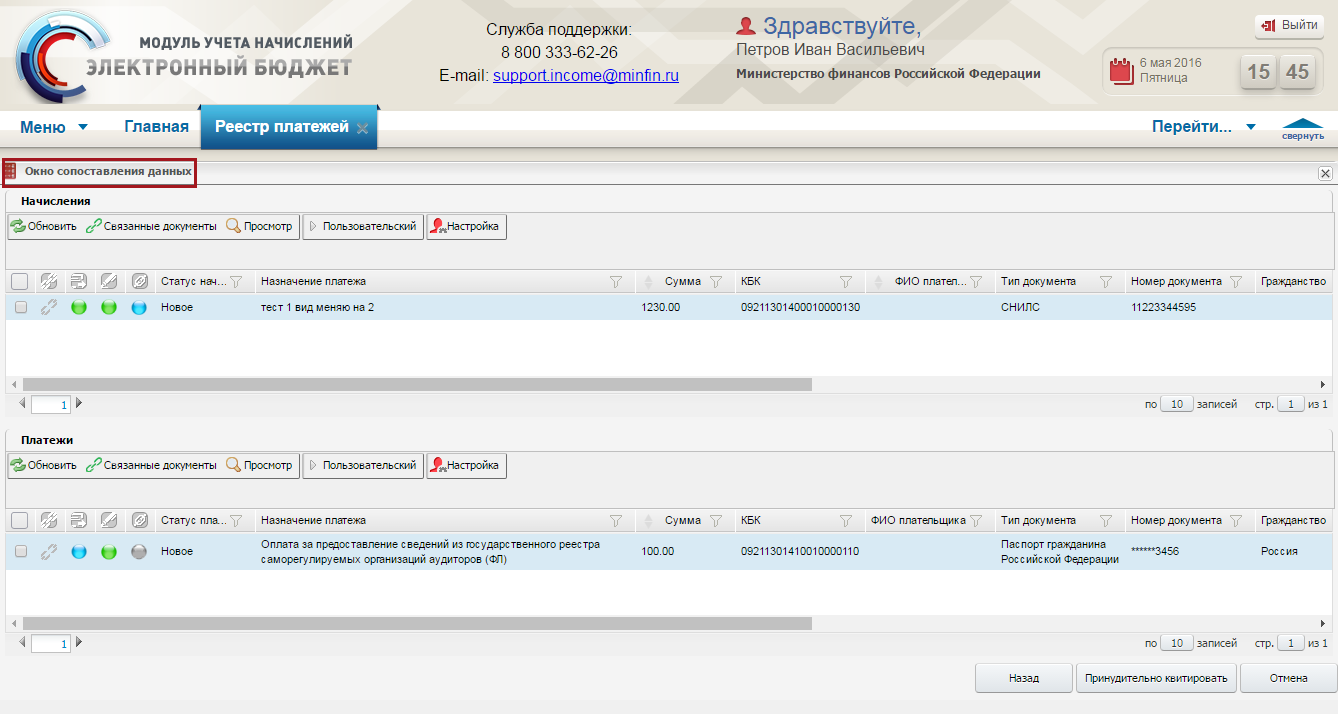 МОДУЛЬ УЧЕТА НАЧИСЛЕНИЙ
ЭЛЕКТРОННЫЙ БЮДЖЕТ
Служба поддержки:
8 800 333-62-26
E-mail: support.income@minfin.ru
Здравствуйте,
Петров Иван Васильевич
Министерство финансов Российской Федерации
Выйти
6 мая 2016
Пятница
15 45
Меню Главная Реестр платежей Перейти... свернуть
Окно сопоставления данных
Начисления
Обновить Связанные документы Просмотр Пользовательский Настройка
Статус нач... Назначение платежа Сумма КБК ФИО плател... Тип документа Номер документа Гражданство
Новое тест 1 вид меняю на 2 1230.00 09211301400010000130 СНИЛС 11223344595
1 по 10 записей стр. 1 из 1
Платежи
Обновить Связанные документы Просмотр Пользовательский Настройка
Статус пла... Назначение платежа Сумма КБК ФИО плательщика Тип документа Номер документа Гражданство
Новое Оплата за предоставление сведений из государственного реестра саморегулируемых организаций аудиторов (ФЛ) 100.00 09211301410010000110 Паспорт гражданина Российской Федерации ******3456 Россия
1 по 10 записей стр. 1 из 1
Назад Принудительно квитировать Отмена